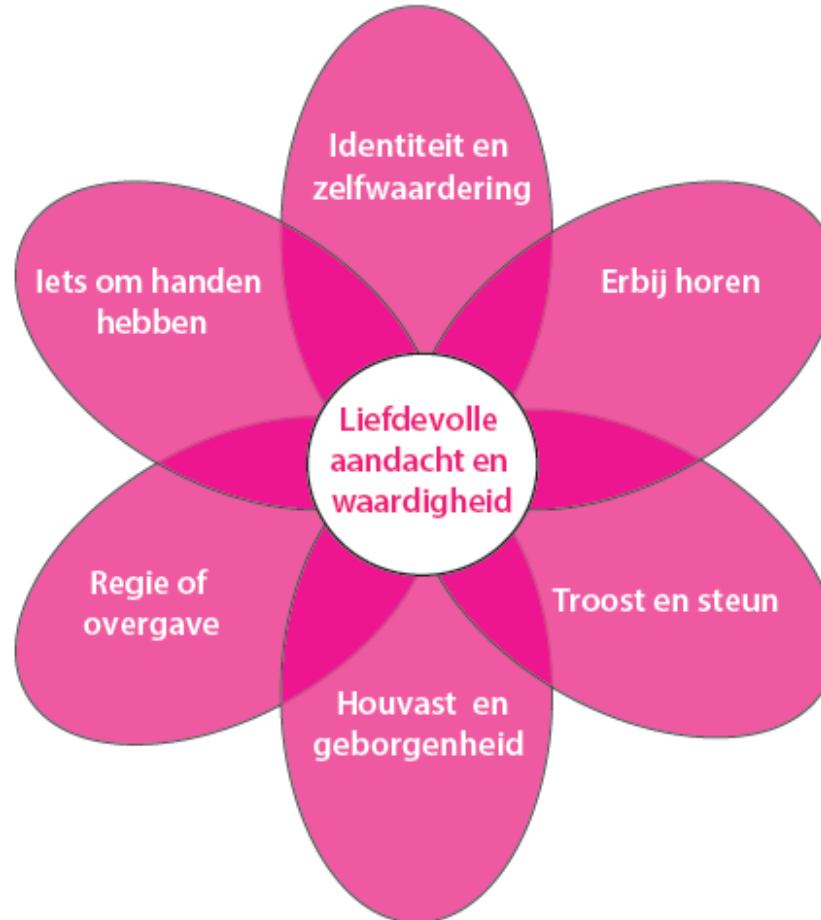 Identiteit en
zelfwaardering
Erbij horen
Iets om handen
hebben
Liefdevolle
aandacht en
waardigheid
Troost en steun
Regie of
overgave
Houvast en
geborgenheid